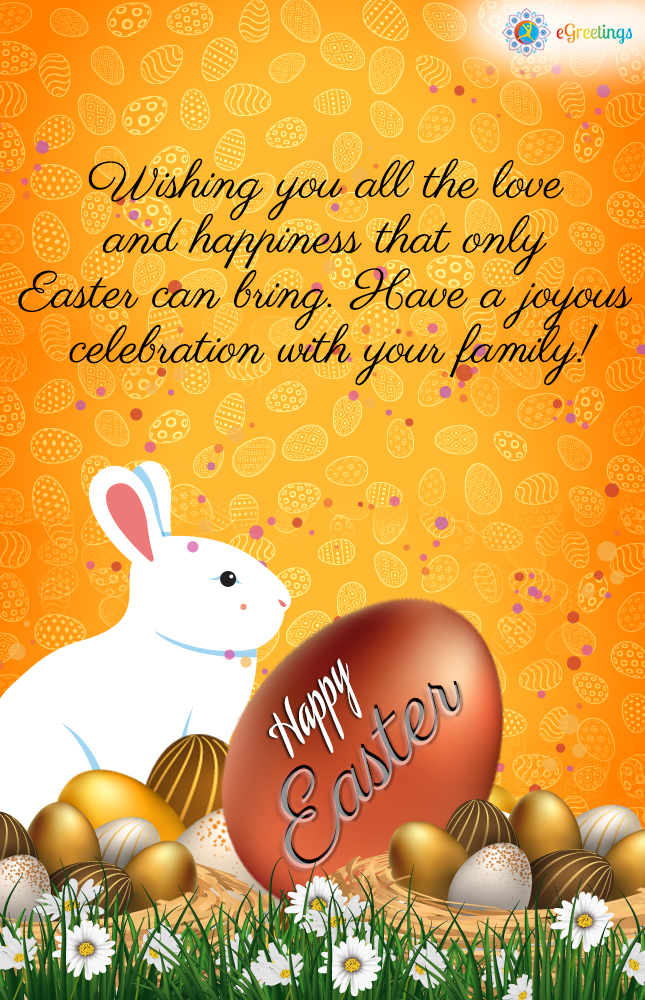 eGreetings
Wishing you all the love
and happiness that only
Easter can bring. Have a joyous
celebration with your family!
Happy
Easter